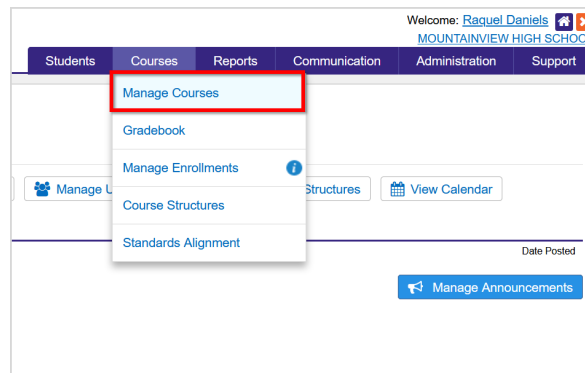 Welcome: Raquel Daniels
MOUNTAINVIEW HIGH SCHOO
Students Courses Reports Communication Administration Support
Manage Courses
Gradebook
Manage Enrollments
Course Structures
Standards Alignment
Manage U
Structures
View Calendar
Date Posted
Manage Announcements